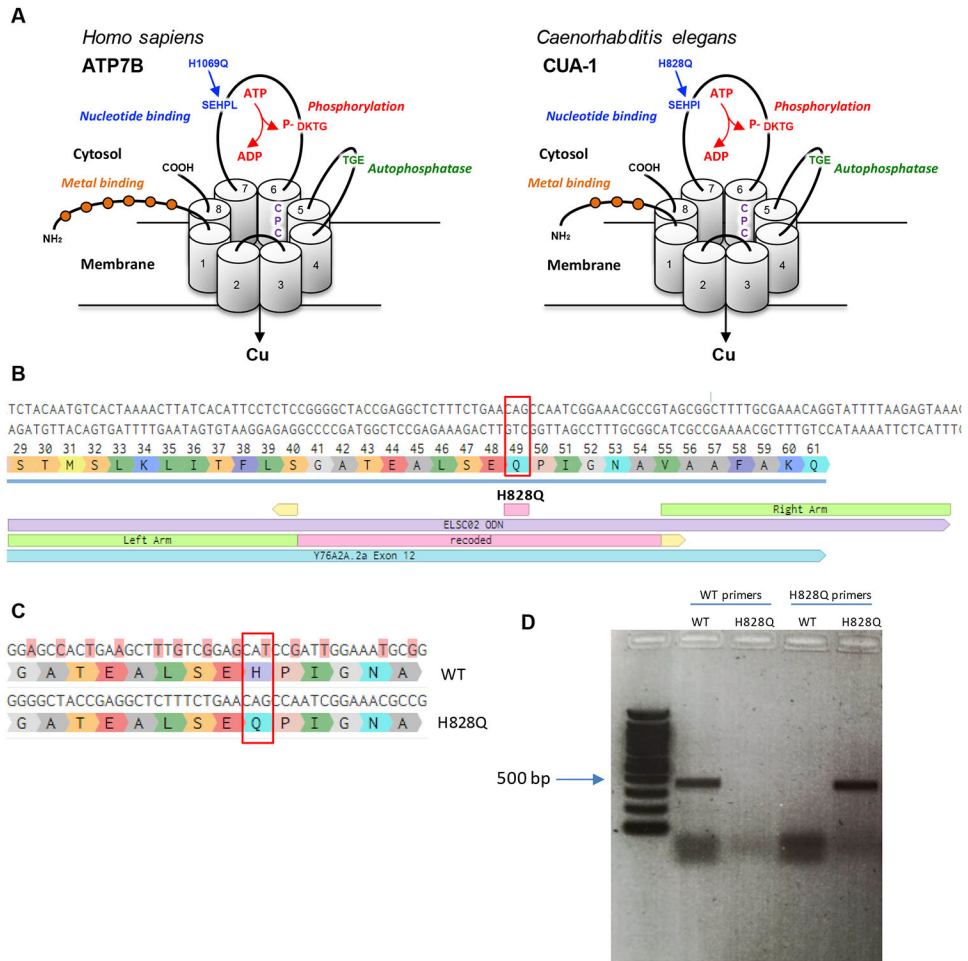 A
Homo sapiens
ATP7B
H1069Q
SEHPL
ATP
Nucleotide binding
Phosphorylation
P- DKTG
ADP
TGE
Autophosphatase
Cytosol
COOH
Metal binding
NH₂
Membrane
7
6
8
5
C
P
C
1
4
2
3
Cu
Caenorhabditis elegans
CUA-1
H828Q
SEHPI
ATP
Nucleotide binding
Phosphorylation
P- DKTG
ADP
TGE
Autophosphatase
Cytosol
COOH
Metal binding
NH₂
Membrane
7
6
8
5
C
P
C
1
4
2
3
Cu
B
TCTACAATGTCACTAAAACTTATCACATTCCTCTCCGGGGCTACCGAGGCTCTTTCTGAACAGCCAATCGGAAACGCCGTAGCGGCTTTTGCGAAACAGGTATTTTAAGAGTAAAG
AGATGTTACAGTGATTTTGAATAGTGTAAGGAGAGGCCCCGATGGCTCCGAGAAAGACTTGTCGGTTAGCCTTTGCGGCATCGCCGAAAACGCTTTGTCCATAAAATTCTCATTTC
29 30 31 32 33 34 35 36 37 38 39 40 41 42 43 44 45 46 47 48 49 50 51 52 53 54 55 56 57 58 59 60 61
S T M S L K L I T F L S G A T E A L S E Q P I G N A V A A F A K Q
H828Q
Right Arm
ELSC02 ODN
Left Arm
recoded
Y76A2A.2a Exon 12
C
GGAGCCACTGAAGCTTTGTCGGAGCATCCGATTGGAAATGCGG
G A T E A L S E H P I G N A
WT
GGGGCTACCGAGGCTCTTTCTGAACAGCCAATCGGAAACGCCG
G A T E A L S E Q P I G N A
H828Q
D
WT primers
H828Q primers
WT
H828Q
WT
H828Q
500 bp